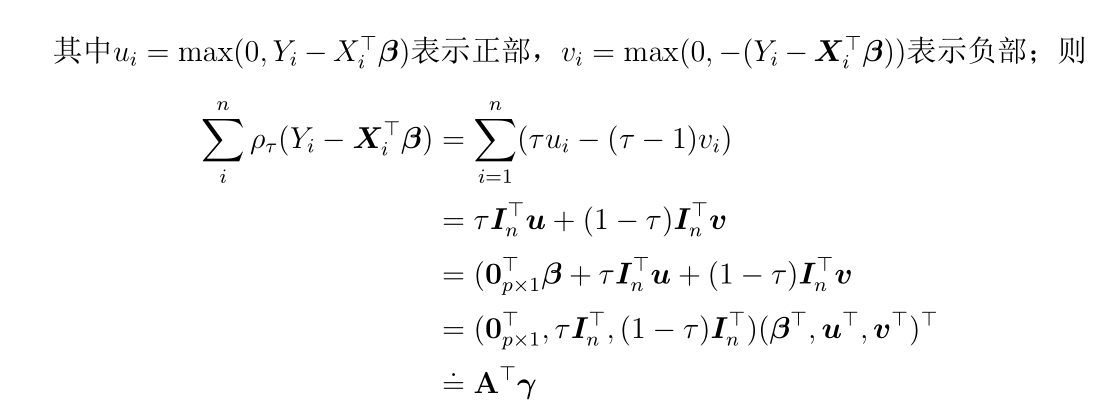 其中$u_i = \max(0, Y_i - X_i^\top \boldsymbol{\beta})$表示正部，$v_i = \max(0, -(Y_i - \boldsymbol{X}_i^\top \boldsymbol{\beta}))$表示负部；则
$\sum_{i}^{n} \rho_\tau(Y_i - \boldsymbol{X}_i^\top \boldsymbol{\beta}) = \sum_{i=1}^{n} (\tau u_i - (\tau - 1) v_i)$
$= \tau \boldsymbol{I}_n^\top \boldsymbol{u} + (1 - \tau) \boldsymbol{I}_n^\top \boldsymbol{v}$
$= (\mathbf{0}_{p \times 1}^\top \boldsymbol{\beta} + \tau \boldsymbol{I}_n^\top \boldsymbol{u} + (1 - \tau) \boldsymbol{I}_n^\top \boldsymbol{v}$
$= (\mathbf{0}_{p \times 1}^\top, \tau \boldsymbol{I}_n^\top, (1 - \tau) \boldsymbol{I}_n^\top)(\boldsymbol{\beta}^\top, \boldsymbol{u}^\top, \boldsymbol{v}^\top)^\top$
$\doteq \mathbf{A}^\top \boldsymbol{\gamma}$